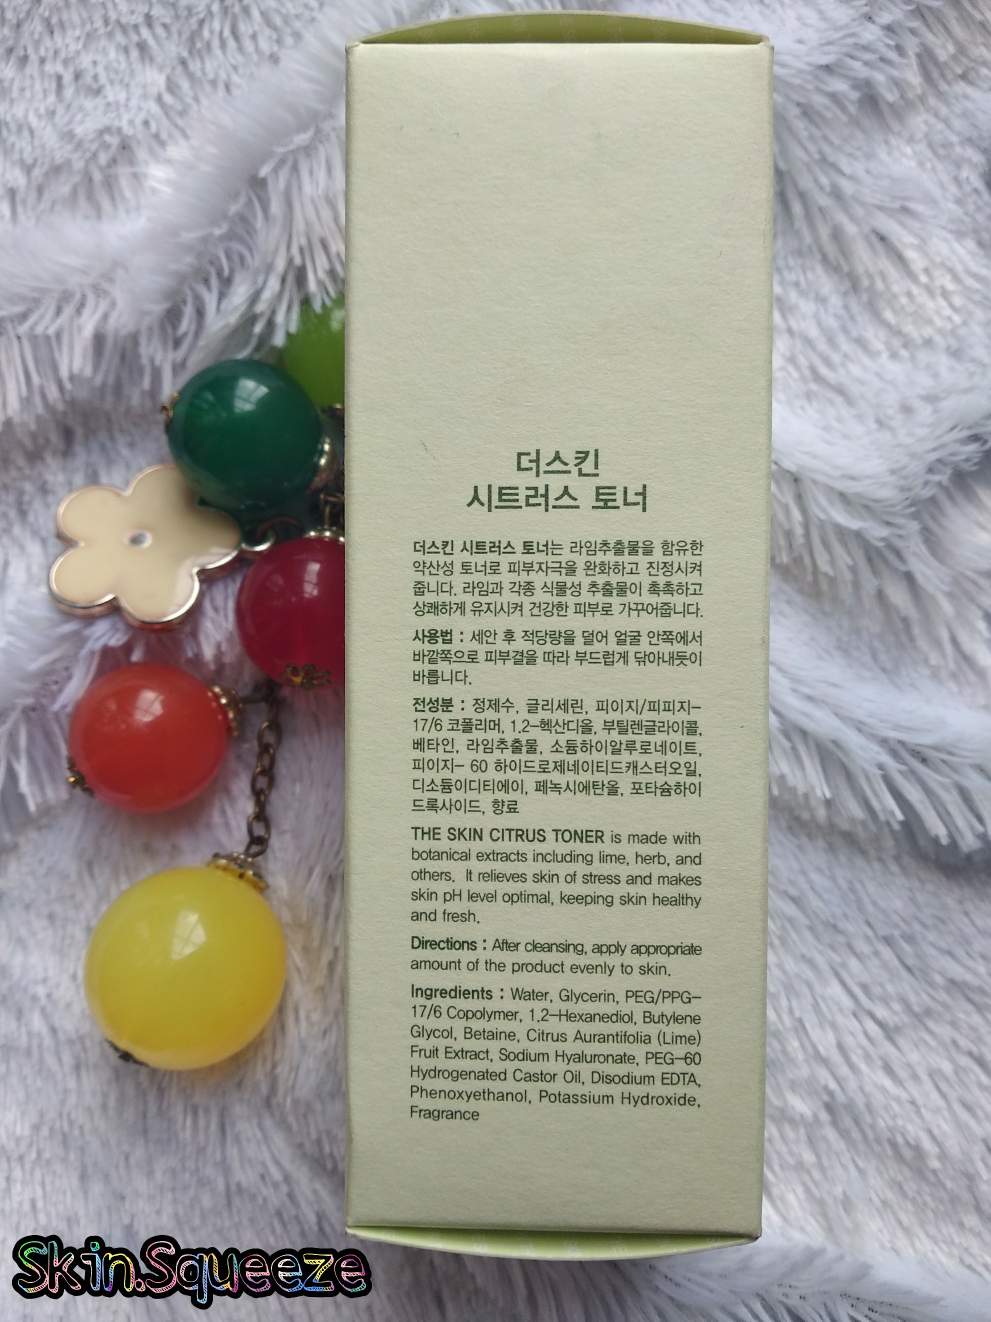 더스킨
시트러스 토너
더스킨 시트러스 토너는 라임추출물을 함유한
약산성 토너로 피부자극을 완화하고 진정시켜
줍니다. 라임과 각종 식물성 추출물이 촉촉하고
상쾌하게 유지시켜 건강한 피부로 가꾸어줍니다.
사용법 : 세안 후 적당량을 덜어 얼굴 안쪽에서
바깥쪽으로 피부결을 따라 부드럽게 닦아내듯이
바릅니다.
전성분 : 정제수, 글리세린, 피이지/피피지-
17/6 코폴리머, 1,2-헥산디올, 부틸렌글라이콜,
베타인, 라임추출물, 소듐하이알루로네이트,
피이지- 60 하이드로제네이티드캐스터오일,
디소듐이디티에이, 페녹시에탄올, 포타슘하이
드록사이드, 향료
THE SKIN CITRUS TONER is made with
botanical extracts including lime, herb, and
others. It relieves skin of stress and makes
skin pH level optimal, keeping skin healthy
and fresh.
Directions : After cleansing, apply appropriate
amount of the product evenly to skin.
Ingredients : Water, Glycerin, PEG/PPG-
17/6 Copolymer, 1,2-Hexanediol, Butylene
Glycol, Betaine, Citrus Aurantifolia (Lime)
Fruit Extract, Sodium Hyaluronate, PEG-60
Hydrogenated Castor Oil, Disodium EDTA,
Phenoxyethanol, Potassium Hydroxide,
Fragrance
Skin.Squeeze